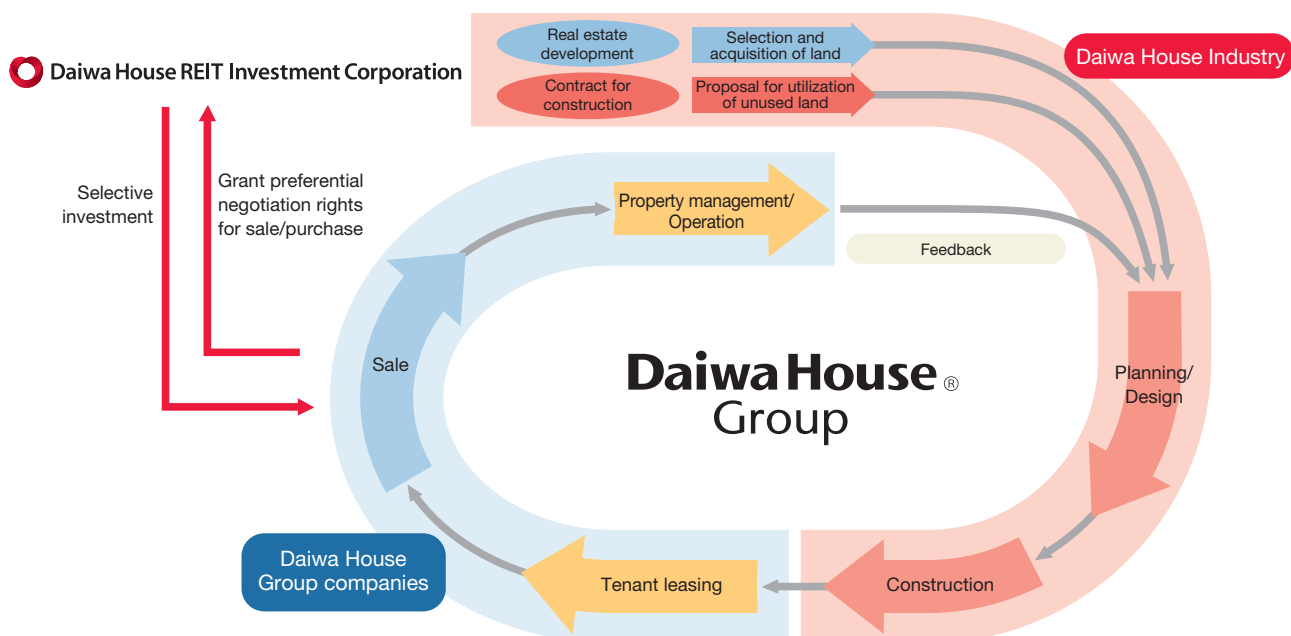 Daiwa House REIT Investment Corporation
Real estate
development
Selection and
acquisition of land
Daiwa House Industry
Contract for
construction
Proposal for utilization
of unused land
Selective
investment
Grant preferential
negotiation rights
for sale/purchase
Property management/
Operation
Feedback
Sale
Daiwa House ®
Group
Planning/
Design
Daiwa House
Group companies
Tenant leasing
Construction